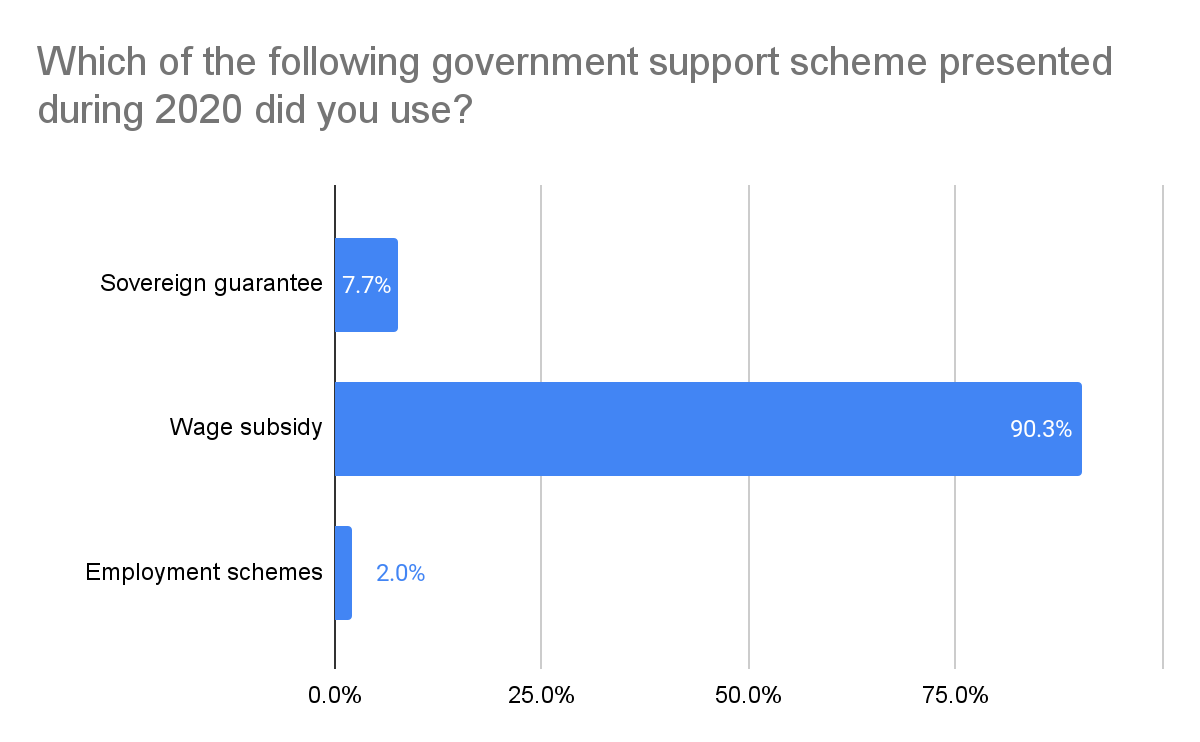 Which of the following government support scheme presented
during 2020 did you use?
Sovereign guarantee
7.7%
Wage subsidy
90.3%
Employment schemes
2.0%
0.0%
25.0%
50.0%
75.0%